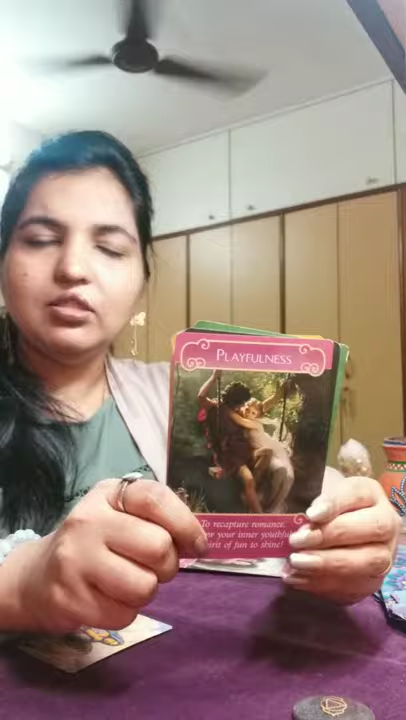 PLAYFULNESS
To recapture romance,
your inner youthful
spirit of fun to shine!